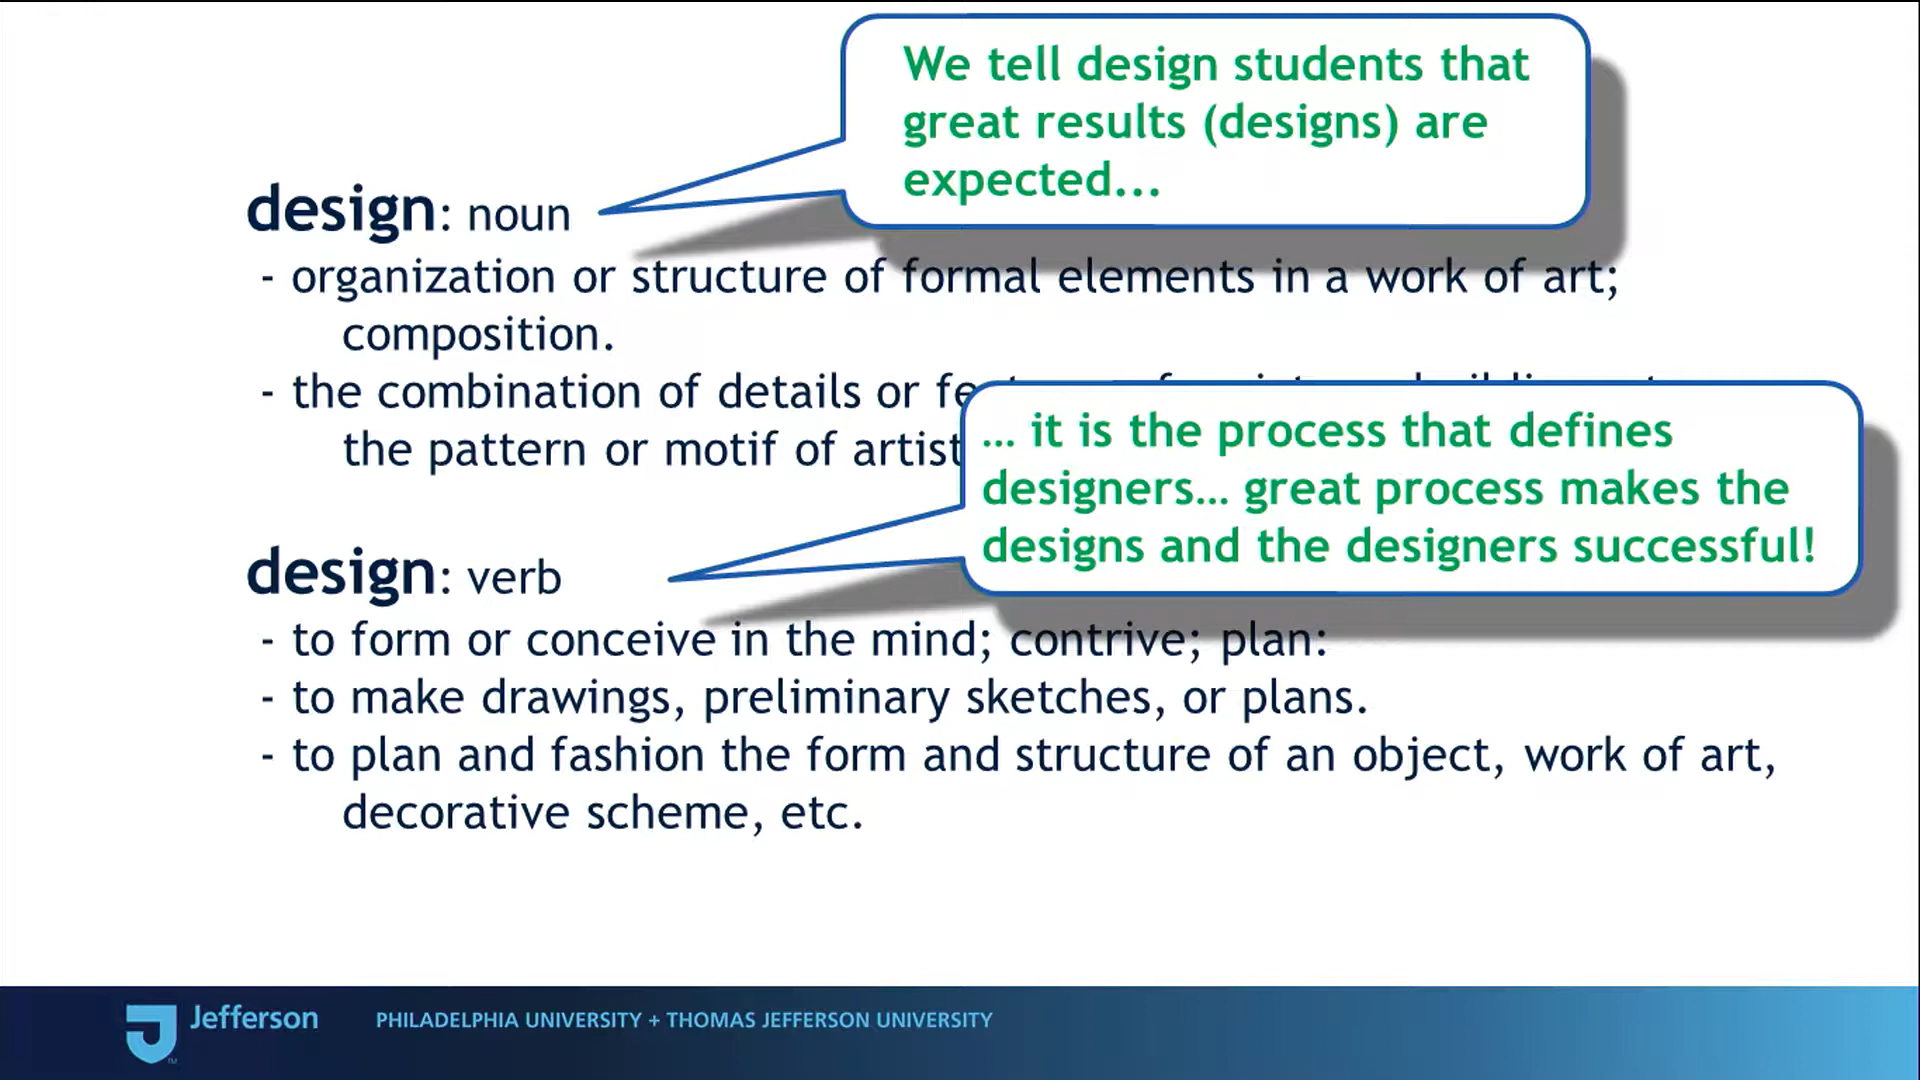 We tell design students that
great results (designs) are
expected...
design: noun
- organization or structure of formal elements in a work of art;
composition.
- the combination of details or
the pattern or motif of
… it is the process that defines
designers… great process makes the
designs and the designers successful!
design: verb
- to form or conceive in the mind; contrive; plan:
- to make drawings, preliminary sketches, or plans.
- to plan and fashion the form and structure of an object, work of art,
decorative scheme, etc.
Jefferson
PHILADELPHIA UNIVERSITY + THOMAS JEFFERSON UNIVERSITY